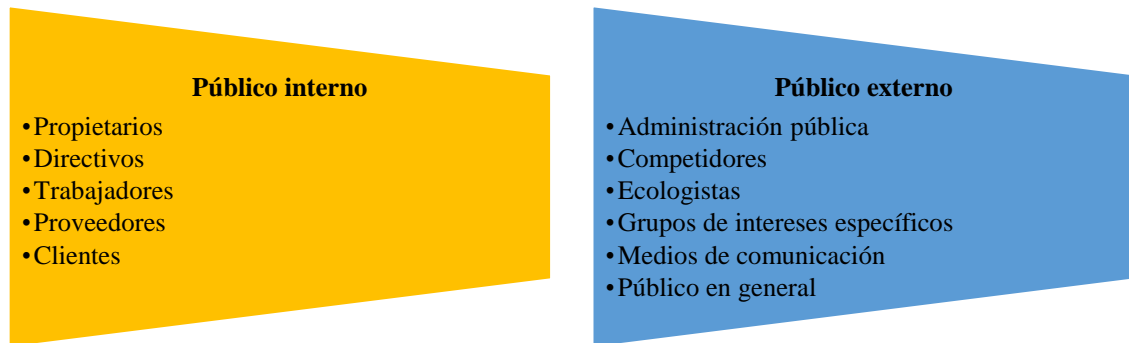 Público interno
•Propietarios
•Directivos
•Trabajadores
•Proveedores
•Clientes
Público externo
•Administración pública
•Competidores
•Ecologistas
•Grupos de intereses específicos
•Medios de comunicación
•Público en general